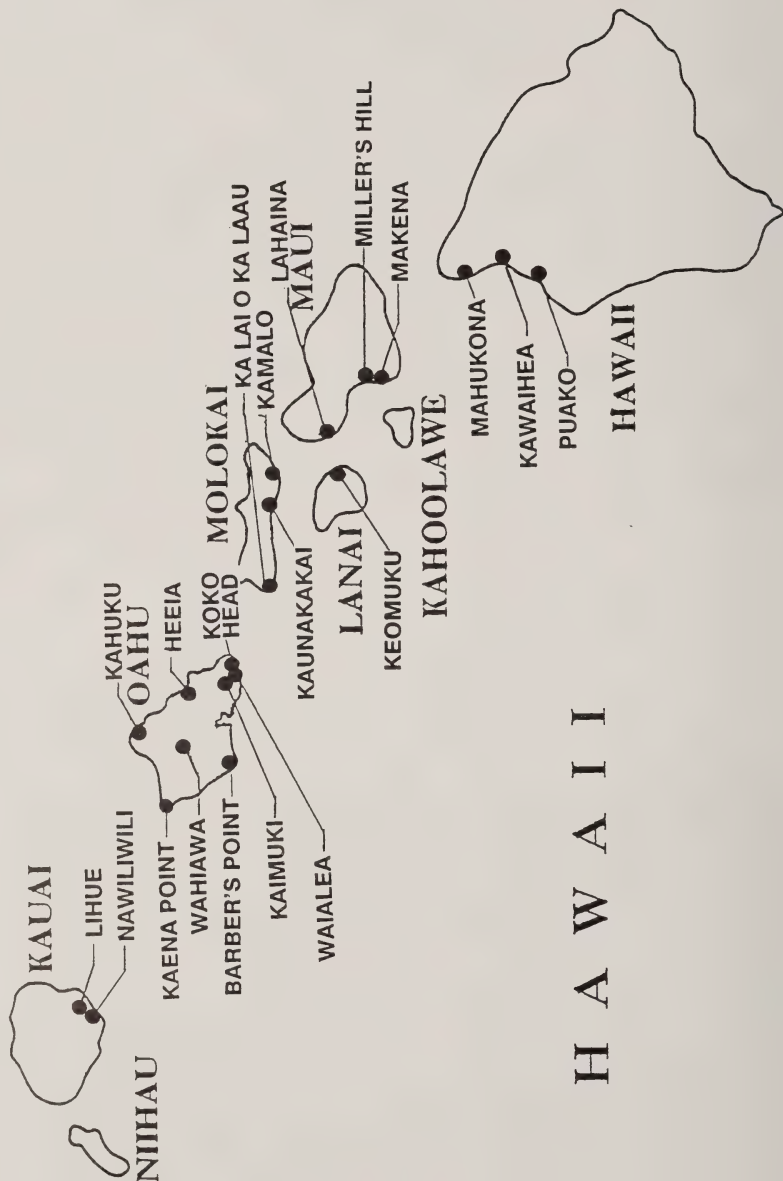 KAUAI
LIHUE
NAWILIWILI
NIIHAU
KAHUKU
OAHU
HEEIA
KOKO
HEAD
KAENA POINT
WAHIAWA
BARBER'S POINT
KAIMUKI
WAIALEA
MOLOKAI
KA LAI O KA LAAU
KAMALO
KAUNAKAKAI
LAHAINA
MAUI
MILLER'S HILL
MAKENA
LANAI
KEOMUKU
KAHOOLAWE
MAHUKONA
KAWAIHEA
PUAKO
HAWAII
HAWAII